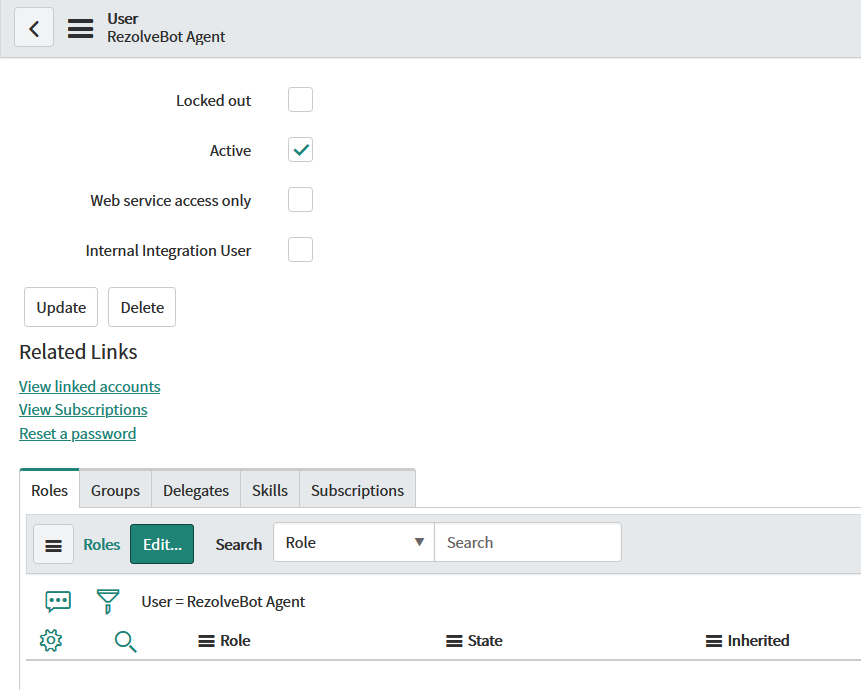 User
RezolveBot Agent
Locked out
Active
Web service access only
Internal Integration User
Update Delete
Related Links
View linked accounts
View Subscriptions
Reset a password
Roles Groups Delegates Skills Subscriptions
Roles Edit... Search Role Search
User = RezolveBot Agent
Role State Inherited